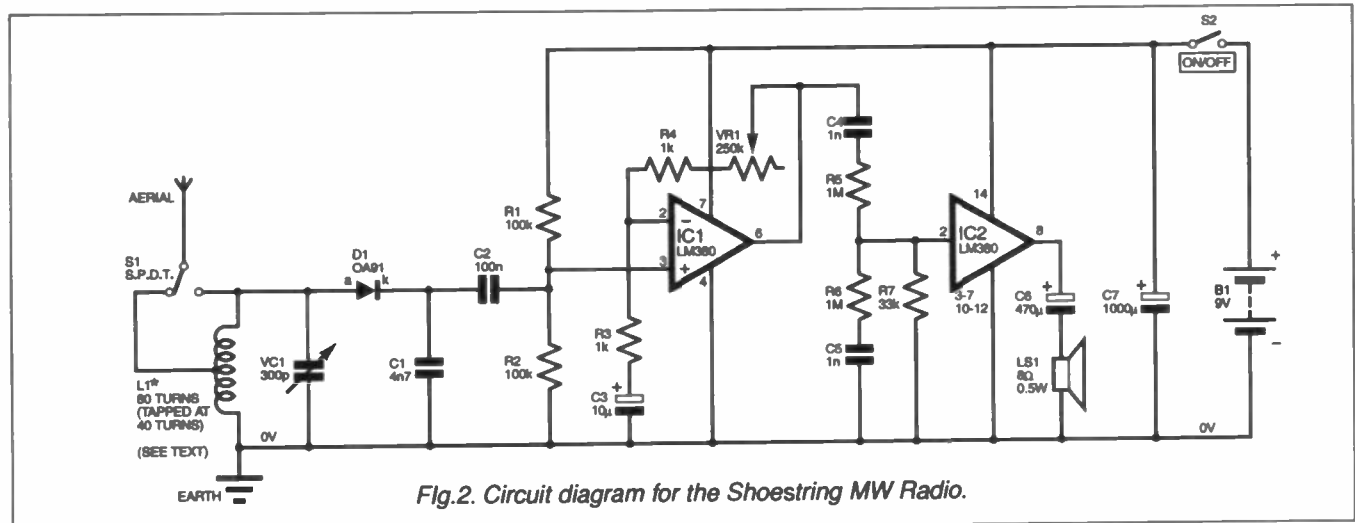 S2
ON/OFF
AERIAL
S1
S.P.D.T.
L1*
80 TURNS
(TAPPED AT
40 TURNS)
(SEE TEXT)
EARTH
0V
VC1
300p
D1
OA91
a
k
C1
4n7
C2
100n
R1
100k
R2
100k
R4
1k
VR1
250k
2
−
7
IC1
LM380
6
3
+
4
R3
1k
+
C3
10µ
C4
1n
R5
1M
R6
1M
C5
1n
R7
33k
14
2
IC2
LM380
8
3-7
10-12
+
C6
470µ
LS1
8Ω
0.5W
+
C7
1000µ
0V
+
B1
9V
−
Fig.2. Circuit diagram for the Shoestring MW Radio.